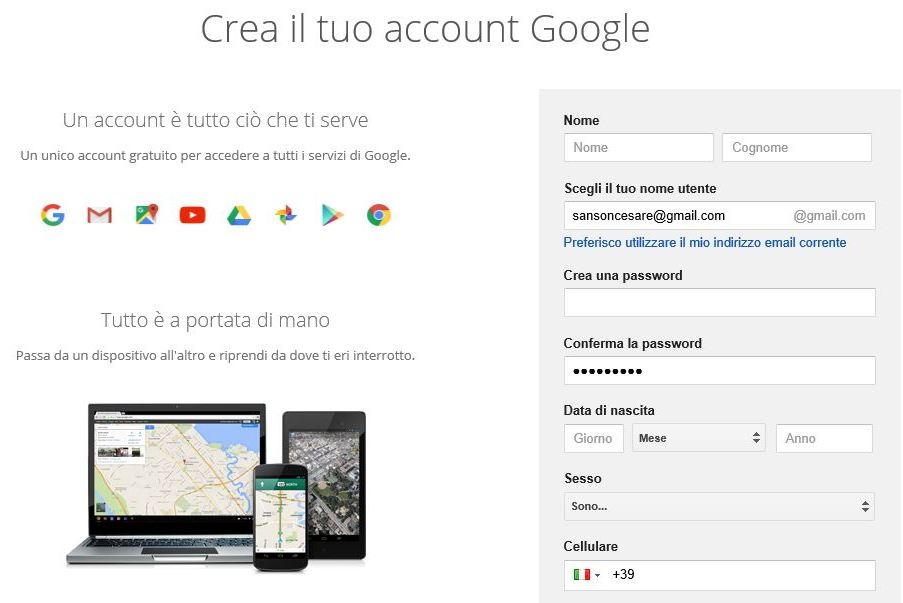 Crea il tuo account Google
Un account è tutto ciò che ti serve
Un unico account gratuito per accedere a tutti i servizi di Google.
Tutto è a portata di mano
Passa da un dispositivo all'altro e riprendi da dove ti eri interrotto.
Nome
Nome Cognome
Scegli il tuo nome utente
sansoncesare@gmail.com @gmail.com
Preferisco utilizzare il mio indirizzo email corrente
Crea una password
Conferma la password
•••••••••
Data di nascita
Giorno Mese Anno
Sesso
Sono...
Cellulare
+39